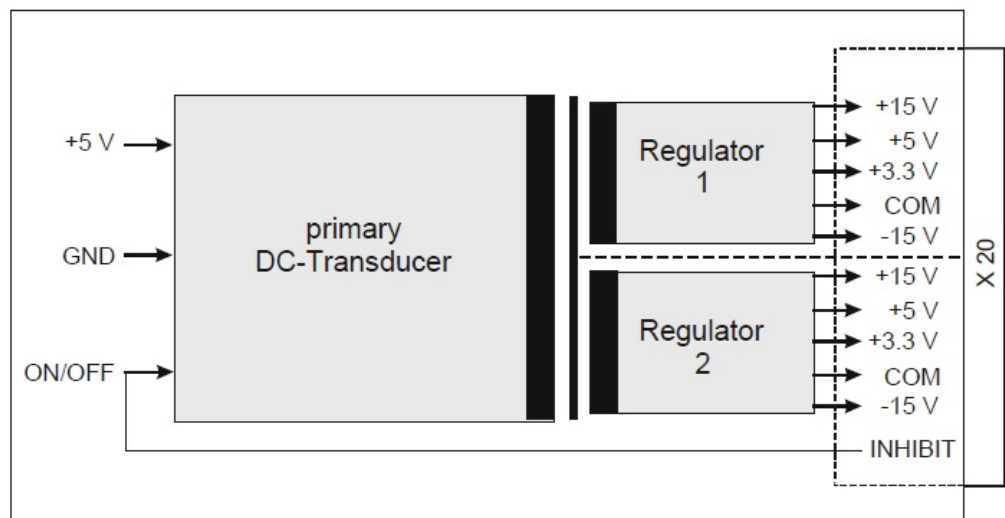 +5 V
GND
ON/OFF
primary
DC-Transducer
Regulator
1
+15 V
+5 V
+3.3 V
COM
-15 V
Regulator
2
+15 V
+5 V
+3.3 V
COM
-15 V
INHIBIT
X 20